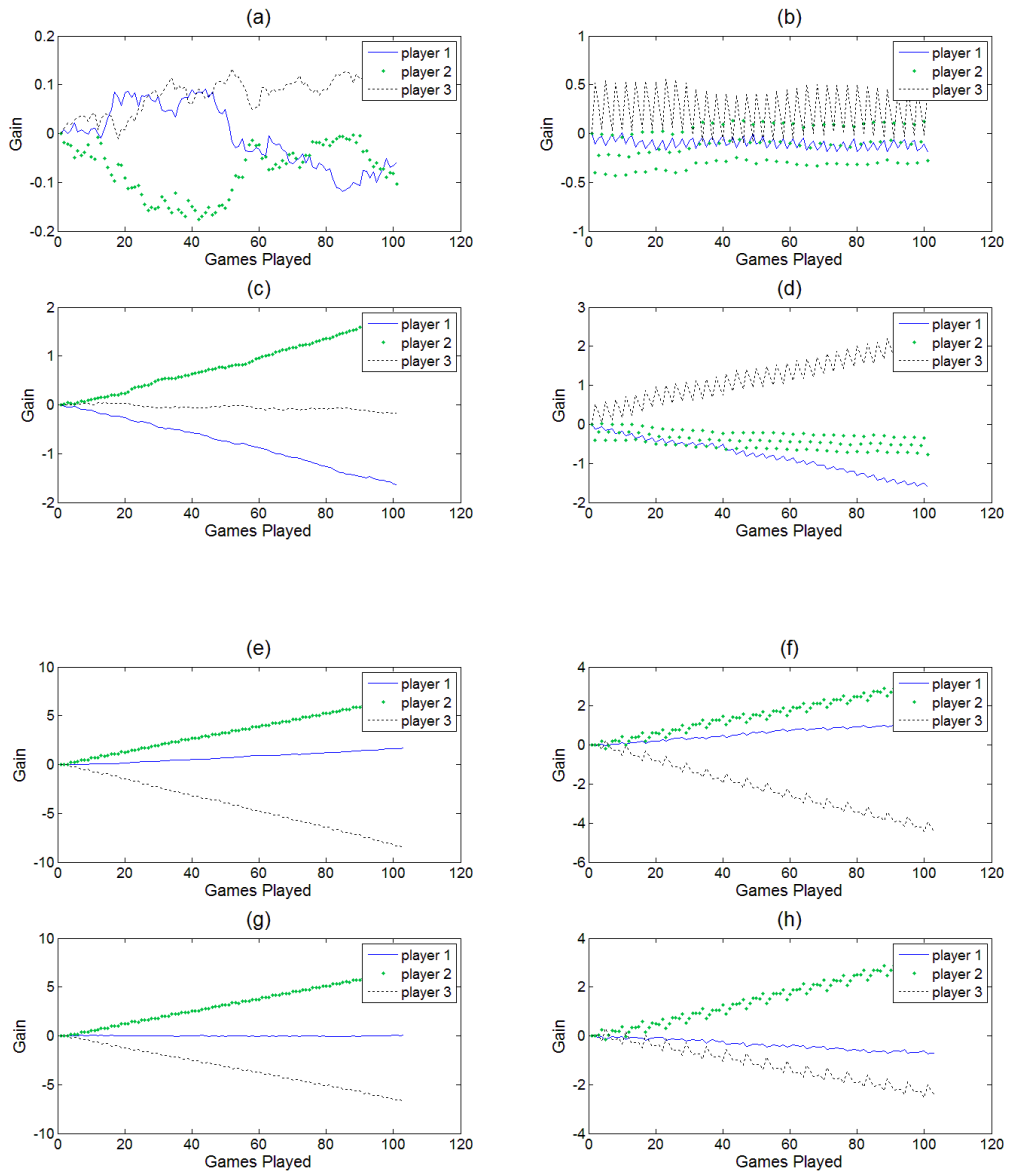 (a)
0.2
0.1
0
-0.1
-0.2
Gain
0 20 40 60 80 100 120
Games Played
player 1
player 2
player 3
(b)
1
0.5
0
-0.5
-1
Gain
0 20 40 60 80 100 120
Games Played
player 1
player 2
player 3
(c)
2
1
0
-1
-2
Gain
0 20 40 60 80 100 120
Games Played
player 1
player 2
player 3
(d)
3
2
1
0
-1
-2
Gain
0 20 40 60 80 100 120
Games Played
player 1
player 2
player 3
(e)
10
5
0
-5
-10
Gain
0 20 40 60 80 100 120
Games Played
player 1
player 2
player 3
(f)
4
2
0
-2
-4
-6
Gain
0 20 40 60 80 100 120
Games Played
player 1
player 2
player 3
(g)
10
5
0
-5
-10
Gain
0 20 40 60 80 100 120
Games Played
player 1
player 2
player 3
(h)
4
2
0
-2
-4
Gain
0 20 40 60 80 100 120
Games Played
player 1
player 2
player 3